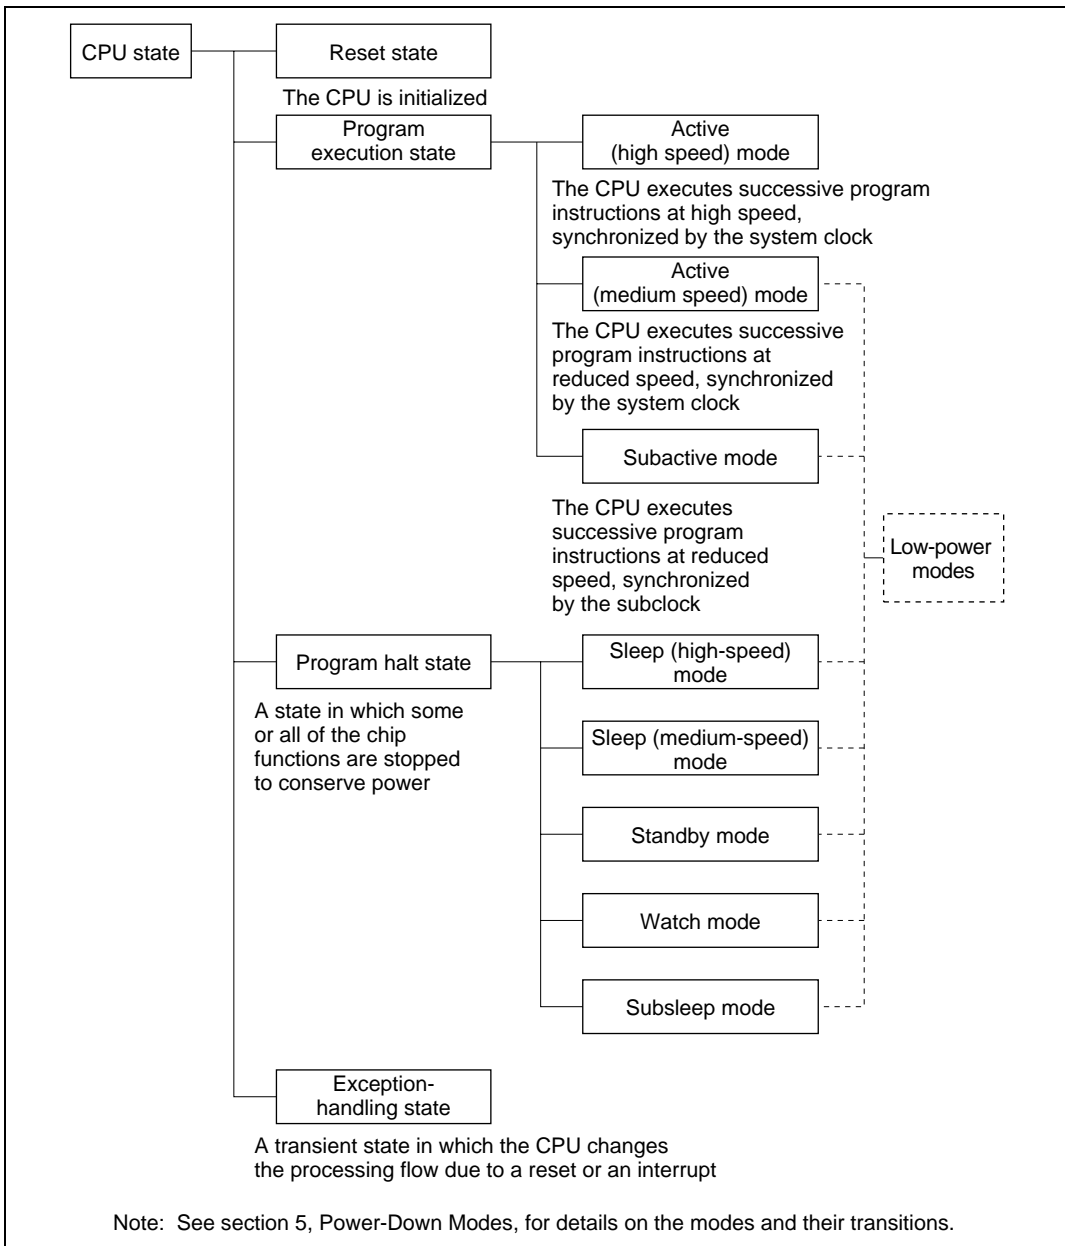 CPU state
Reset state
The CPU is initialized
Program
execution state
Active
(high speed) mode
The CPU executes successive program
instructions at high speed,
synchronized by the system clock
Active
(medium speed) mode
The CPU executes successive
program instructions at
reduced speed, synchronized
by the system clock
Subactive mode
The CPU executes
successive program
instructions at reduced
speed, synchronized
by the subclock
Low-power
modes
Program halt state
A state in which some
or all of the chip
functions are stopped
to conserve power
Sleep (high-speed)
mode
Sleep (medium-speed)
mode
Standby mode
Watch mode
Subsleep mode
Exception-
handling state
A transient state in which the CPU changes
the processing flow due to a reset or an interrupt
Note: See section 5, Power-Down Modes, for details on the modes and their transitions.